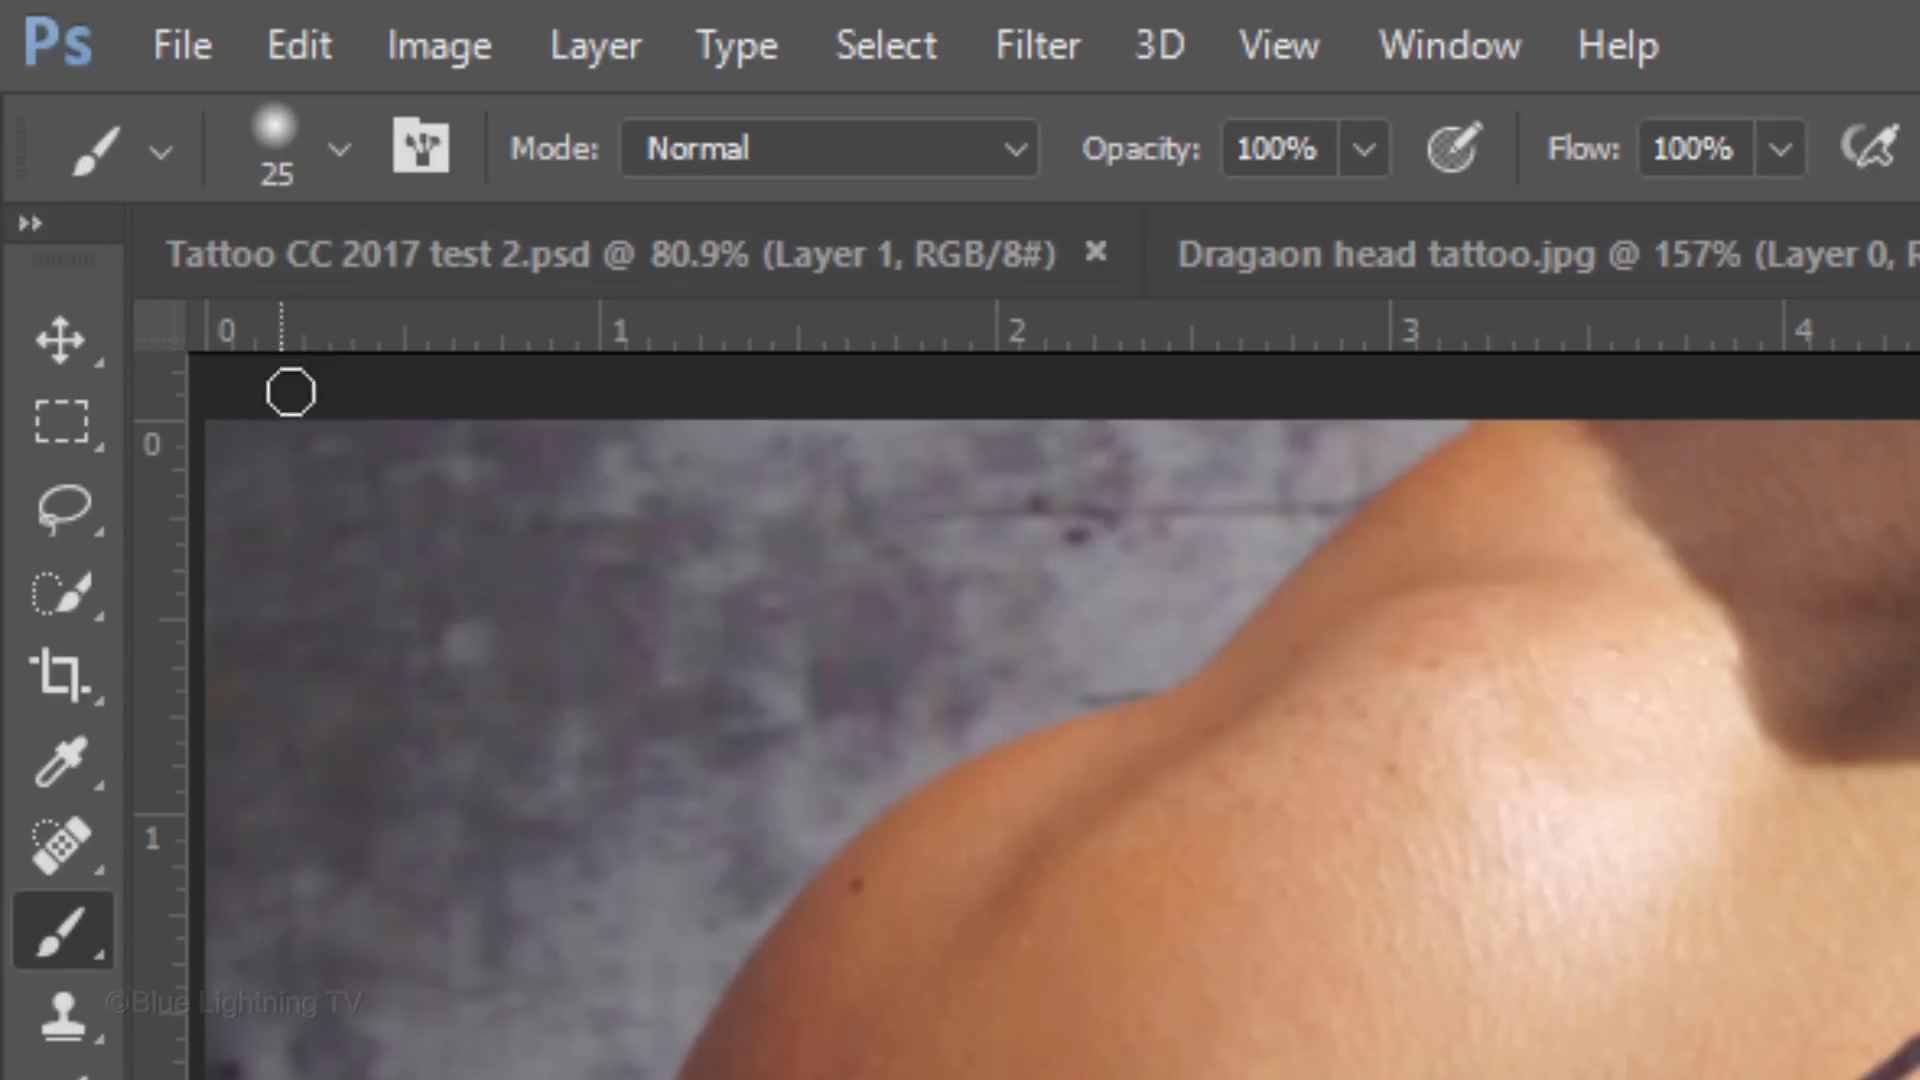 Ps File Edit Image Layer Type Select Filter 3D View Window Help
25 Mode: Normal Opacity: 100% Flow: 100%
Tattoo CC 2017 test 2.psd @ 80.9% (Layer 1, RGB/8#) × Dragaon head tattoo.jpg @ 157% (Layer 0, R
0 1 2 3 4
0
1
©Blue Lightning TV